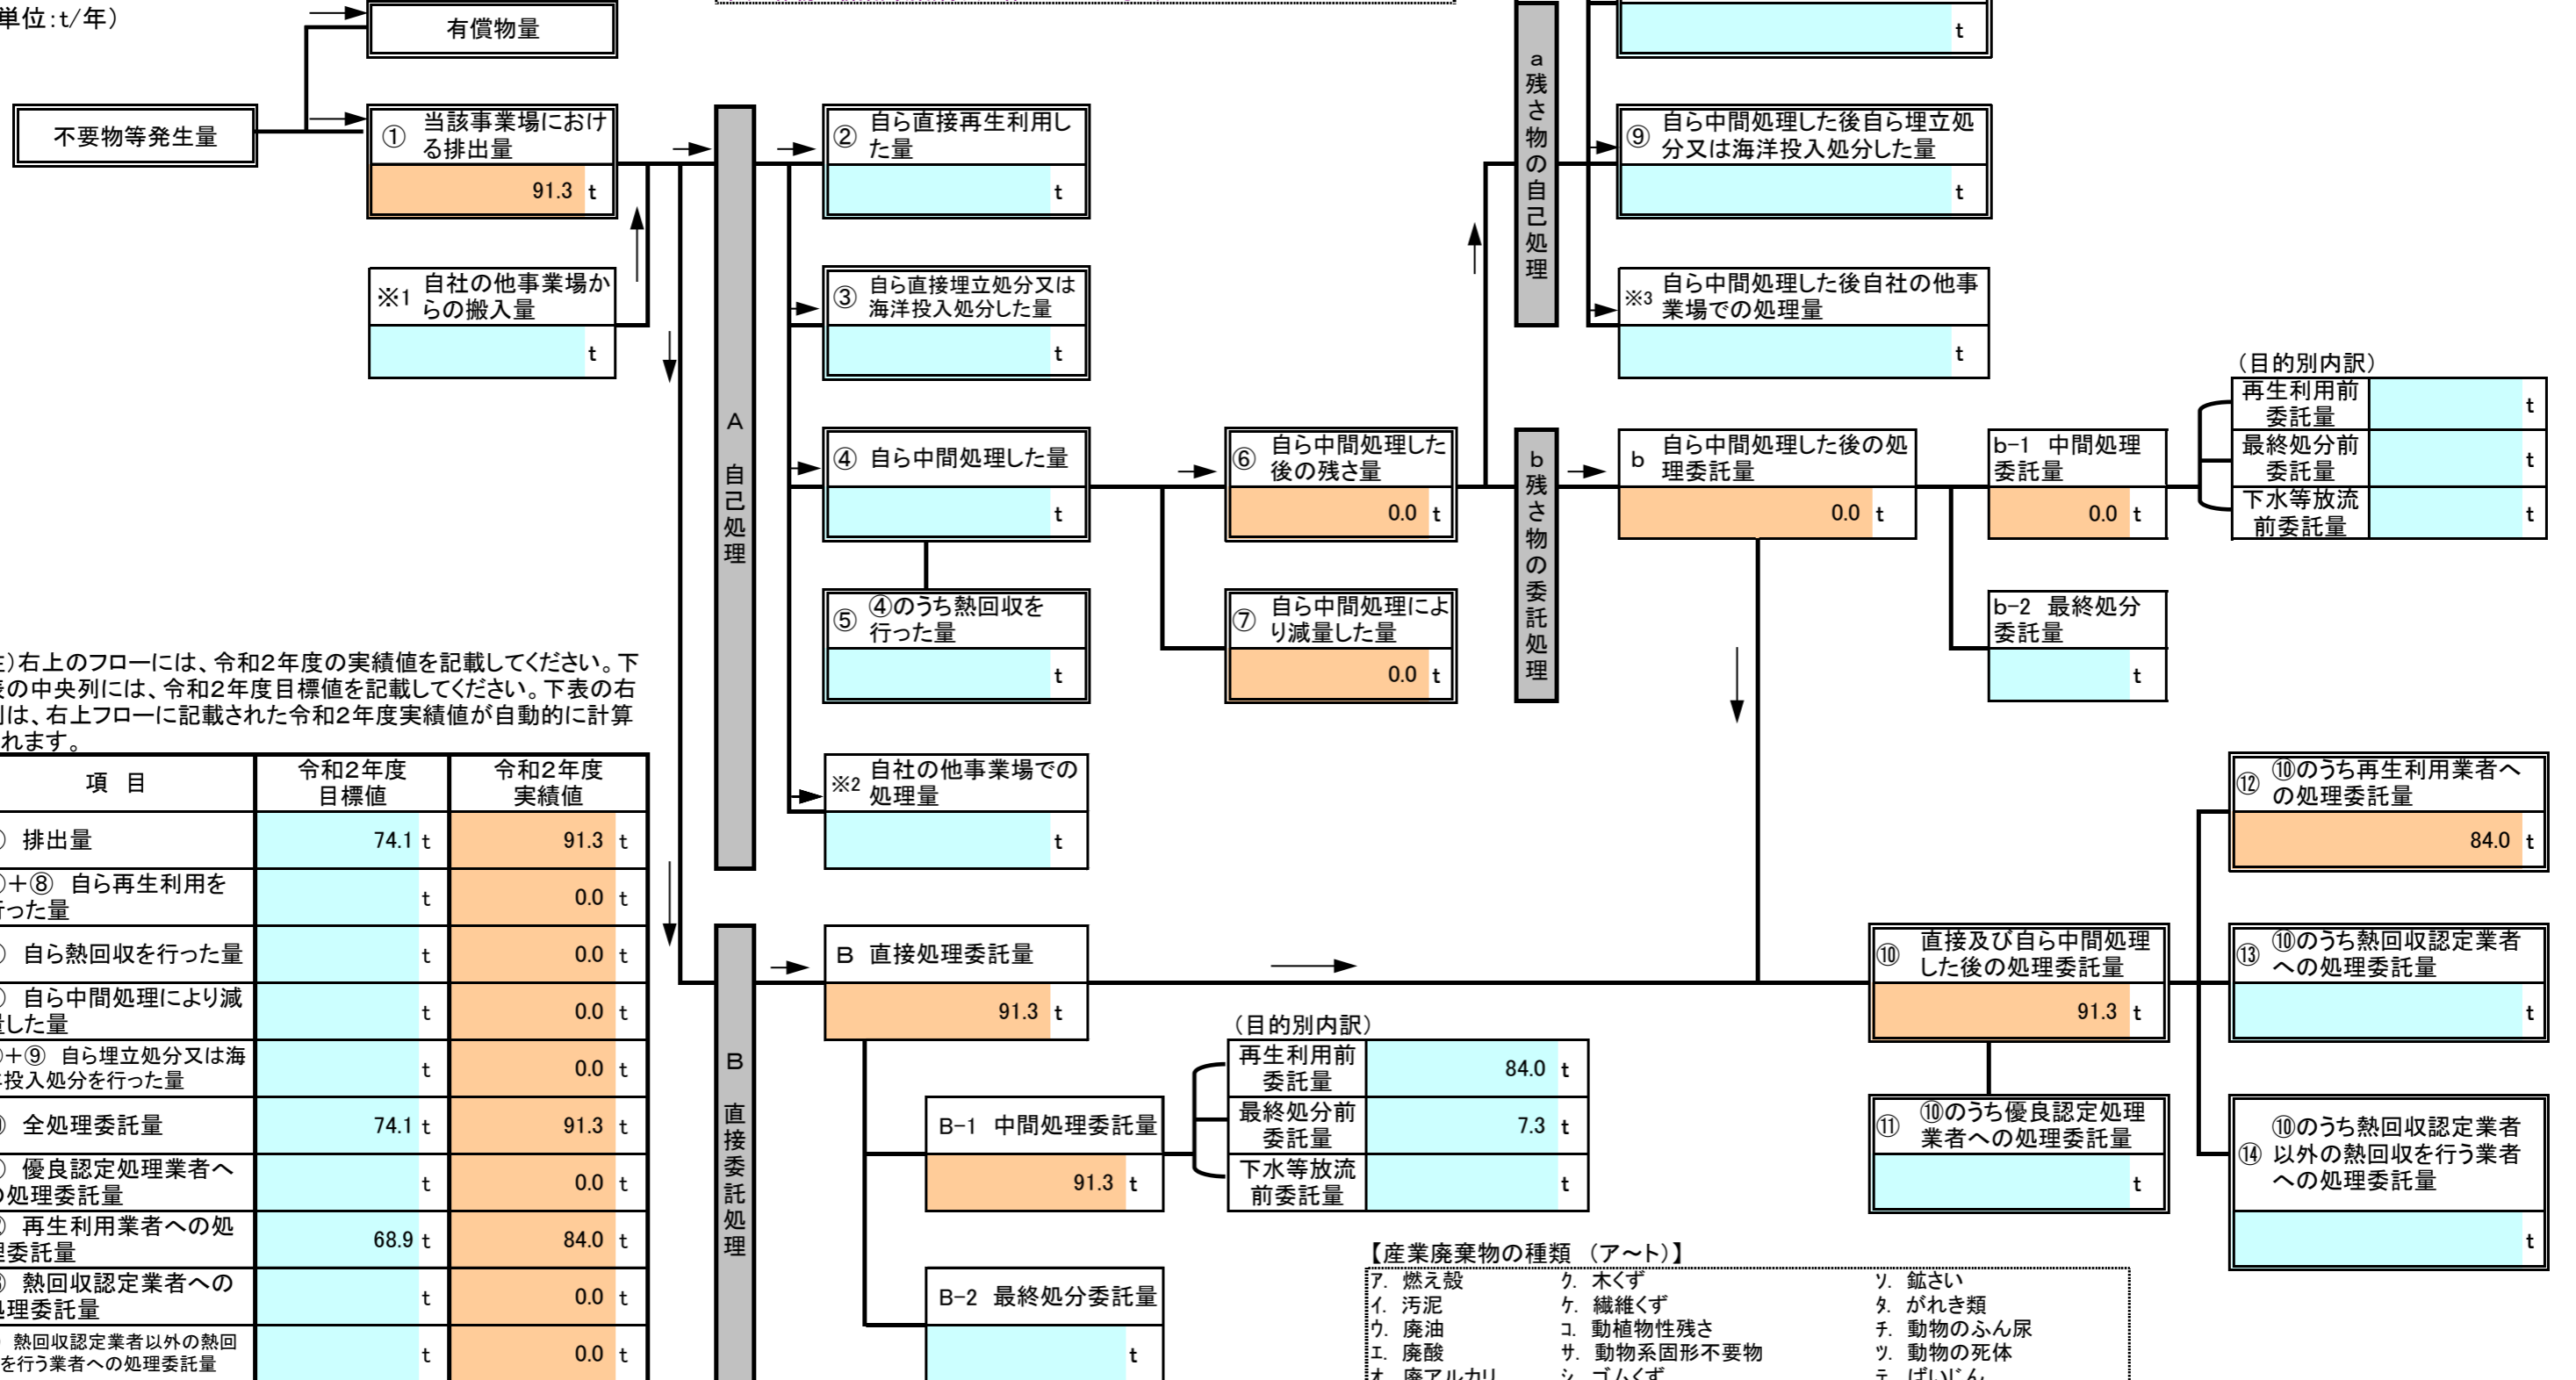 単位:t/年)
有償物量
不要物等発生量
① 当該事業場におけ
る排出量
91.3 t
※1 自社の他事業場か
らの搬入量
t
A
自己処理
② 自ら直接再生利用し
た量
t
③ 自ら直接埋立処分又は
海洋投入処分した量
t
④ 自ら中間処理した量
t
⑤ ④のうち熱回収を
行った量
t
※2 自社の他事業場での
処理量
t
⑥ 自ら中間処理した
後の残さ量
0.0 t
⑦ 自ら中間処理によ
り減量した量
0.0 t
a残さ物の自己処理
t
⑨ 自ら中間処理した後自ら埋立処
分又は海洋投入処分した量
t
※3 自ら中間処理した後自社の他事
業場での処理量
t
b残さ物の委託処理
b 自ら中間処理した後の処
理委託量
0.0 t
b-1 中間処理
委託量
0.0 t
b-2 最終処分
委託量
t
(目的別内訳)
再生利用前
委託量
t
最終処分前
委託量
t
下水等放流
前委託量
t
)右上のフローには、令和2年度の実績値を記載してください。下
の中央列には、令和2年度目標値を記載してください。下表の右
は、右上フローに記載された令和2年度実績値が自動的に計算
れます。
項 目 令和2年度 令和2年度
目標値 実績値
排出量 74.1 t 91.3 t
+⑧ 自ら再生利用を
った量 t 0.0 t
自ら熱回収を行った量 t 0.0 t
自ら中間処理により減
した量 t 0.0 t
+⑨ 自ら埋立処分又は海
投入処分を行った量 t 0.0 t
全処理委託量 74.1 t 91.3 t
優良認定処理業者へ
処理委託量 t 0.0 t
再生利用業者への処
委託量 68.9 t 84.0 t
熱回収認定業者への
理委託量 t 0.0 t
熱回収認定業者以外の熱回
を行う業者への処理委託量 t 0.0 t
B
直接委託処理
B 直接処理委託量
91.3 t
B-1 中間処理委託量
91.3 t
B-2 最終処分委託量
t
(目的別内訳)
再生利用前
委託量
84.0 t
最終処分前
委託量
7.3 t
下水等放流
前委託量
t
⑩ 直接及び自ら中間処理
した後の処理委託量
91.3 t
⑪ ⑩のうち優良認定処理
業者への処理委託量
t
⑫ ⑩のうち再生利用業者へ
の処理委託量
84.0 t
⑬ ⑩のうち熱回収認定業者
への処理委託量
t
⑭ ⑩のうち熱回収認定業者
以外の熱回収を行う業者
への処理委託量
t
【産業廃棄物の種類 (ア~ト)】
ア. 燃え殻 ク. 木くず ソ. 鉱さい
イ. 汚泥 ケ. 繊維くず タ. がれき類
ウ. 廃油 コ. 動植物性残さ チ. 動物のふん尿
エ. 廃酸 サ. 動物系固形不要物 ツ. 動物の死体
オ. 廃アルカリ シ. ゴムくず テ. ばいじん